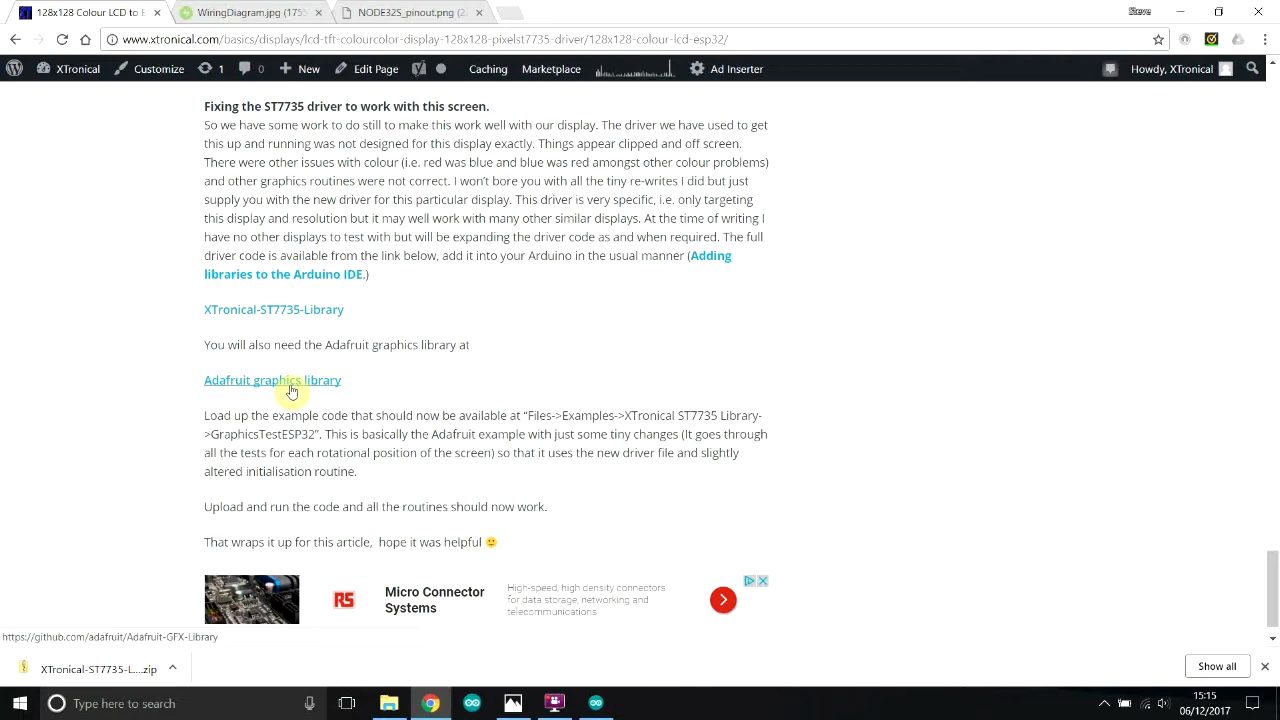 128x128 Colour LCD to E
WiringDiagram.jpg (175
NODE32S_pinout.png (2
Steve
www.xtronical.com/basics/displays/lcd-tft-colourcolor-display-128x128-pixelst7735-driver/128x128-colour-lcd-esp32/
XTronical Customize 1 0 New Edit Page Caching Marketplace Ad Inserter Howdy, XTronical
Fixing the ST7735 driver to work with this screen.
So we have some work to do still to make this work well with our display. The driver we have used to get
this up and running was not designed for this display exactly. Things appear clipped and off screen.
There were other issues with colour (i.e. red was blue and blue was red amongst other colour problems)
and other graphics routines were not correct. I won't bore you with all the tiny re-writes I did but just
supply you with the new driver for this particular display. This driver is very specific, i.e. only targeting
this display and resolution but it may well work with many other similar displays. At the time of writing I
have no other displays to test with but will be expanding the driver code as and when required. The full
driver code is available from the link below, add it into your Arduino in the usual manner (Adding
libraries to the Arduino IDE.)
XTronical-ST7735-Library
You will also need the Adafruit graphics library at
Adafruit graphics library
Load up the example code that should now be available at “Files->Examples->XTronical ST7735 Library-
>GraphicsTestESP32”. This is basically the Adafruit example with just some tiny changes (It goes through
all the tests for each rotational position of the screen) so that it uses the new driver file and slightly
altered initialisation routine.
Upload and run the code and all the routines should now work.
That wraps it up for this article, hope it was helpful 🙂
RS
Micro Connector
Systems
High-speed, high density connectors
for data storage, networking and
telecommunications
https://github.com/adafruit/Adafruit-GFX-Library
XTronical-ST7735-L....zip
Show all
Type here to search
15:15
06/12/2017